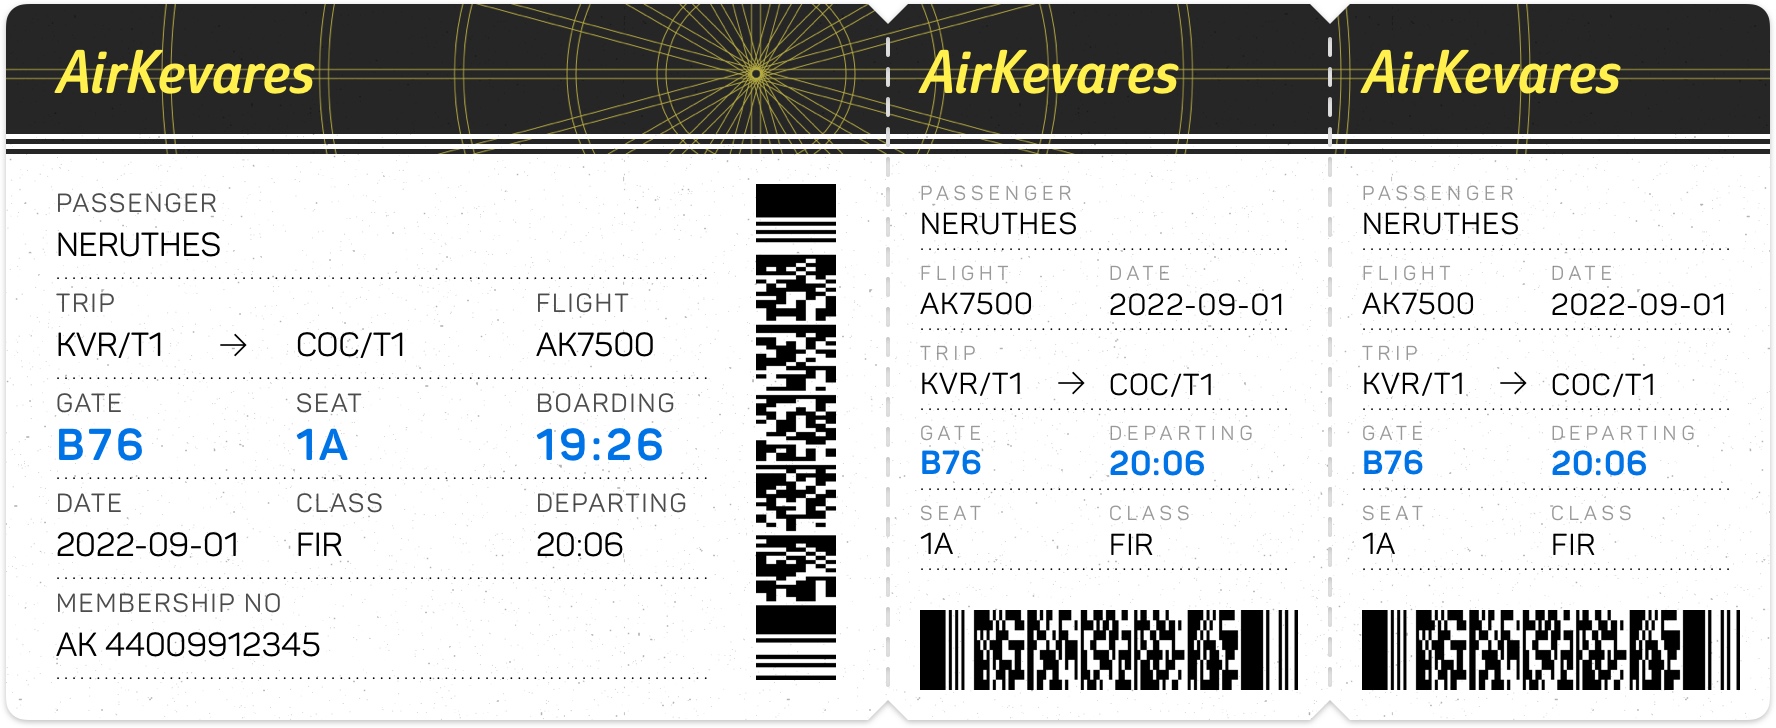 AirKevares
PASSENGER
NERUTHES
TRIP FLIGHT
KVR/T1 → COC/T1 AK7500
GATE SEAT BOARDING
B76 1A 19:26
DATE CLASS DEPARTING
2022-09-01 FIR 20:06
MEMBERSHIP NO
AK 44009912345
AirKevares
PASSENGER
NERUTHES
FLIGHT DATE
AK7500 2022-09-01
TRIP
KVR/T1 → COC/T1
GATE DEPARTING
B76 20:06
SEAT CLASS
1A FIR
AirKevares
PASSENGER
NERUTHES
FLIGHT DATE
AK7500 2022-09-01
TRIP
KVR/T1 → COC/T1
GATE DEPARTING
B76 20:06
SEAT CLASS
1A FIR